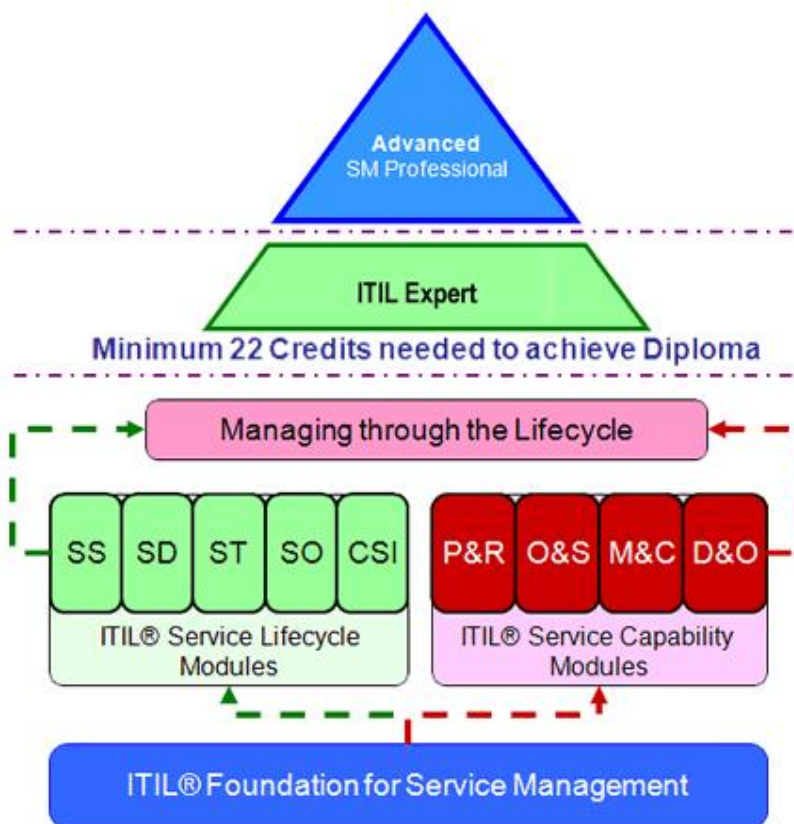 Advanced
SM Professional
ITIL Expert
Minimum 22 Credits needed to achieve Diploma
Managing through the Lifecycle
SS SD ST SO CSI
ITIL® Service Lifecycle
Modules
P&R O&S M&C D&O
ITIL® Service Capability
Modules
ITIL® Foundation for Service Management